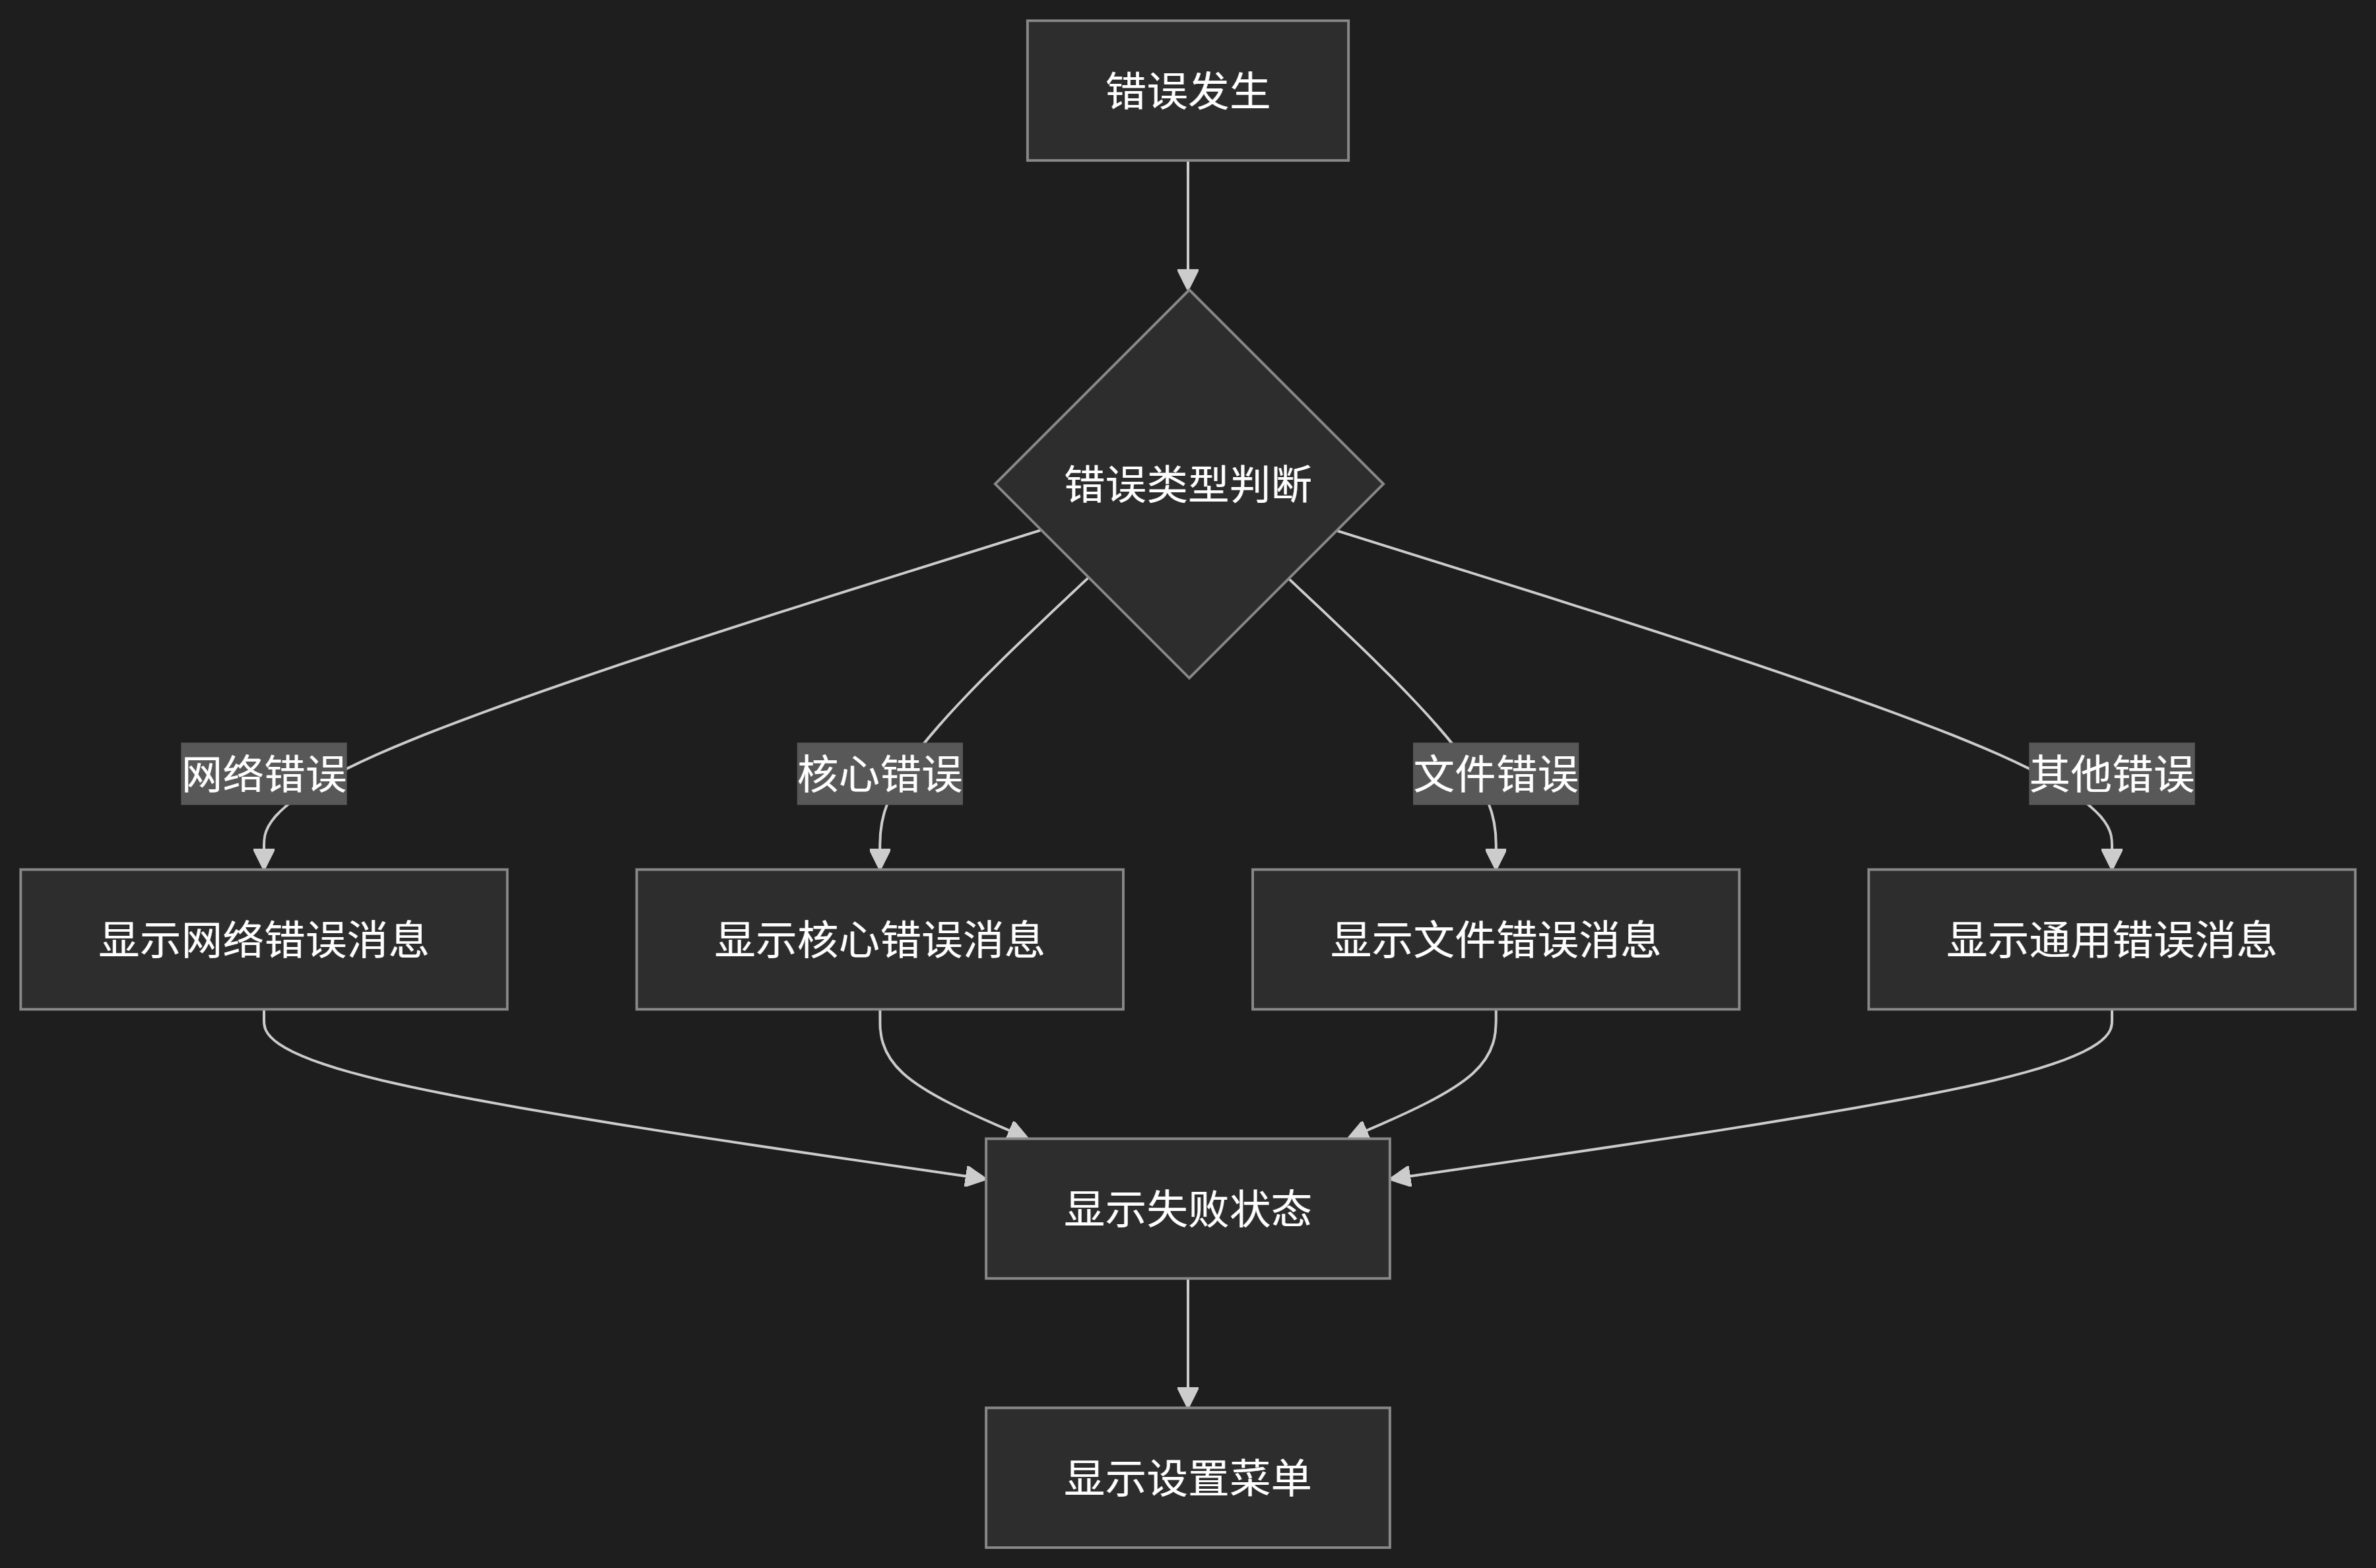 错误发生
错误类型判断
网络错误
核心错误
文件错误
其他错误
显示网络错误消息
显示核心错误消息
显示文件错误消息
显示通用错误消息
显示失败状态
显示设置菜单